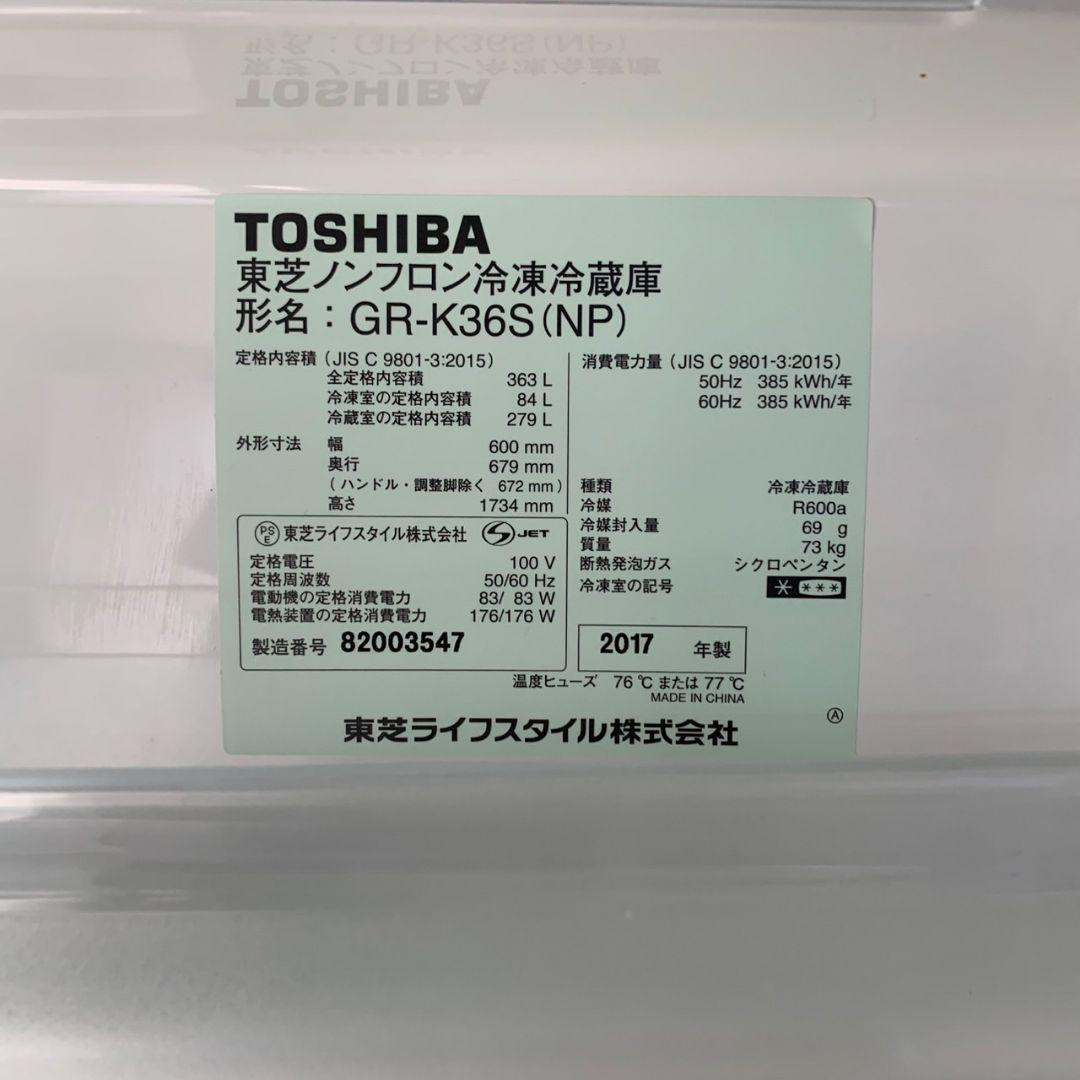 TOSHIBA
東芝ノンフロン冷凍冷蔵庫
形名：GR-K36S(NP)
定格内容積 (JIS C 9801-3:2015)
全定格内容積 363 L
冷凍室の定格内容積 84 L
冷蔵室の定格内容積 279 L
外形寸法 幅 600 mm
奥行 679 mm
(ハンドル・調整脚除く 672 mm)
高さ 1734 mm
消費電力量 (JIS C 9801-3:2015)
50Hz 385 kWh/年
60Hz 385 kWh/年
種類 冷凍冷蔵庫
冷媒 R600a
冷媒封入量 69 g
質量 73 kg
断熱発泡ガス シクロペンタン
冷凍室の記号 * ***
PSE 東芝ライフスタイル株式会社 S JET
定格電圧 100 V
定格周波数 50/60 Hz
電動機の定格消費電力 83/ 83 W
電熱装置の定格消費電力 176/176 W
製造番号 82003547
2017 年製
温度ヒューズ 76 ℃ または 77 ℃
MADE IN CHINA
Ⓐ
東芝ライフスタイル株式会社